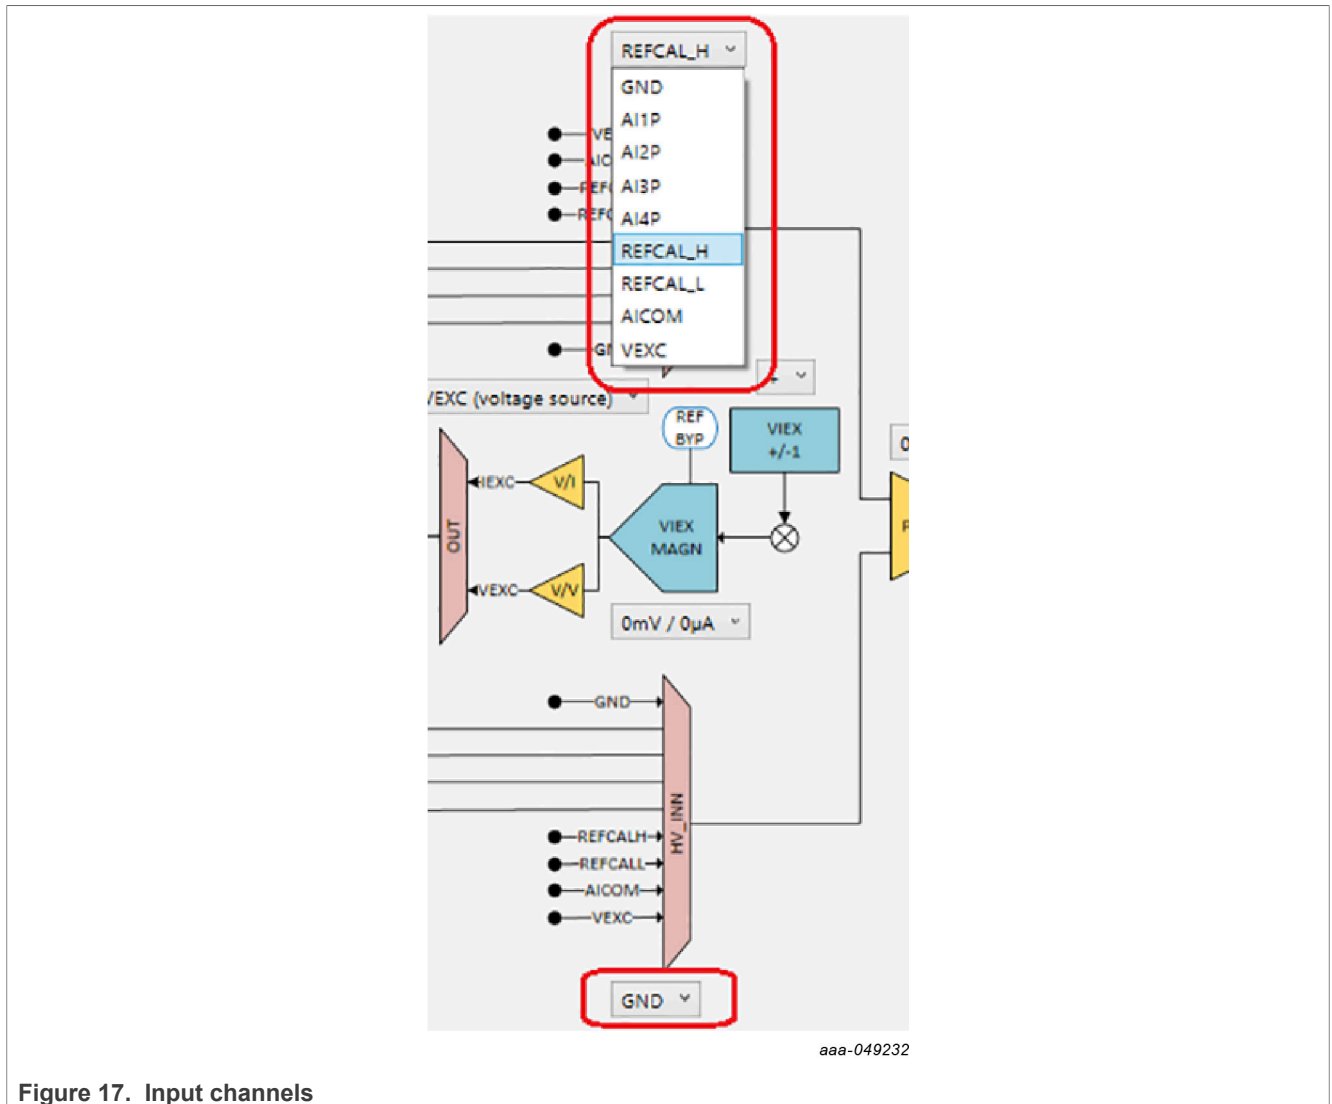 REFCAL_H
GND
AI1P
AI2P
AI3P
AI4P
REFCAL_H
REFCAL_L
AICOM
VEXC
VEXC (voltage source)
REF
BYP
VIEX
+/-1
IEXC
V/I
OUT
VIEX
MAGN
VEXC
V/V
0mV / 0µA
GND
HV_INN
REFCALH
REFCALL
AICOM
VEXC
GND
aaa-049232
Figure 17. Input channels